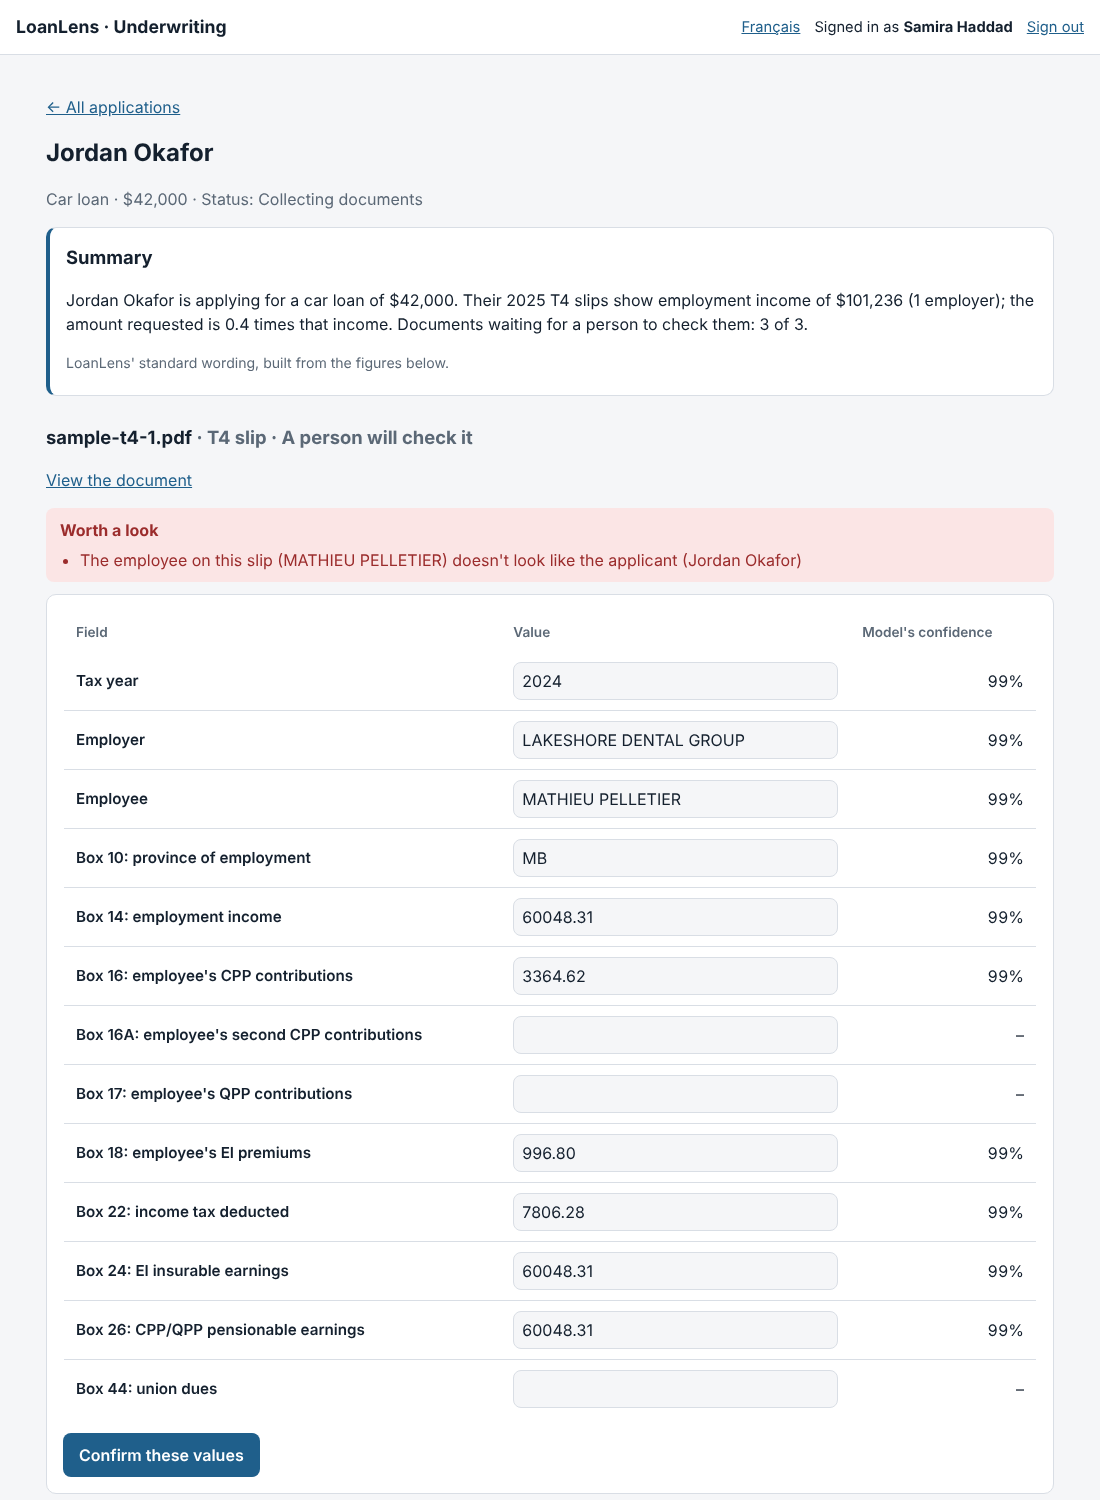 LoanLens · Underwriting
Français Signed in as Samira Haddad Sign out
← All applications
Jordan Okafor
Car loan · $42,000 · Status: Collecting documents
Summary
Jordan Okafor is applying for a car loan of $42,000. Their 2025 T4 slips show employment income of $101,236 (1 employer); the
amount requested is 0.4 times that income. Documents waiting for a person to check them: 3 of 3.
LoanLens' standard wording, built from the figures below.
sample-t4-1.pdf · T4 slip · A person will check it
View the document
Worth a look
• The employee on this slip (MATHIEU PELLETIER) doesn't look like the applicant (Jordan Okafor)
Field Value Model's confidence
Tax year 2024 99%
Employer LAKESHORE DENTAL GROUP 99%
Employee MATHIEU PELLETIER 99%
Box 10: province of employment MB 99%
Box 14: employment income 60048.31 99%
Box 16: employee's CPP contributions 3364.62 99%
Box 16A: employee's second CPP contributions –
Box 17: employee's QPP contributions –
Box 18: employee's EI premiums 996.80 99%
Box 22: income tax deducted 7806.28 99%
Box 24: EI insurable earnings 60048.31 99%
Box 26: CPP/QPP pensionable earnings 60048.31 99%
Box 44: union dues –
Confirm these values